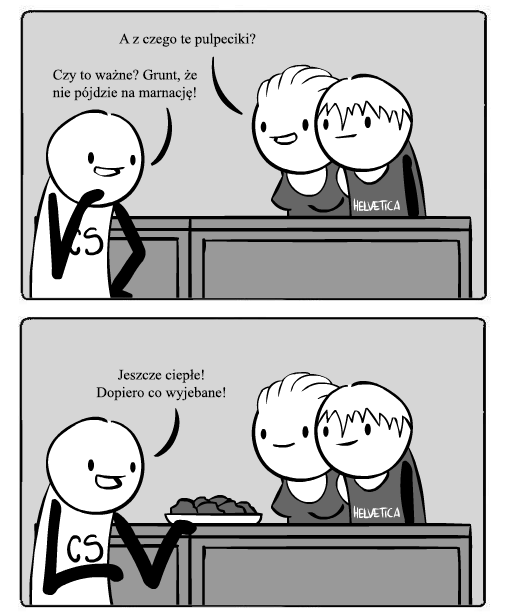 A z czego te pulpeciki?
Czy to ważne? Grunt, że
nie pójdzie na marnację!
CS
HELVETICA
Jeszcze ciepłe!
Dopiero co wyjebane!
CS
HELVETICA